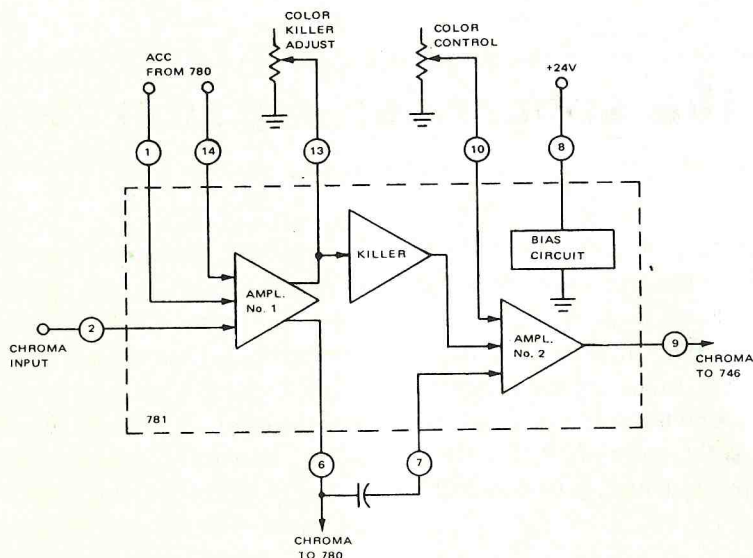 COLOR
KILLER
ADJUST
COLOR
CONTROL
ACC
FROM 780
+24V
1
14
13
10
8
KILLER
BIAS
CIRCUIT
AMPL.
No. 1
2
CHROMA
INPUT
AMPL.
No. 2
9
CHROMA
TO 746
781
6
7
CHROMA
TO 780